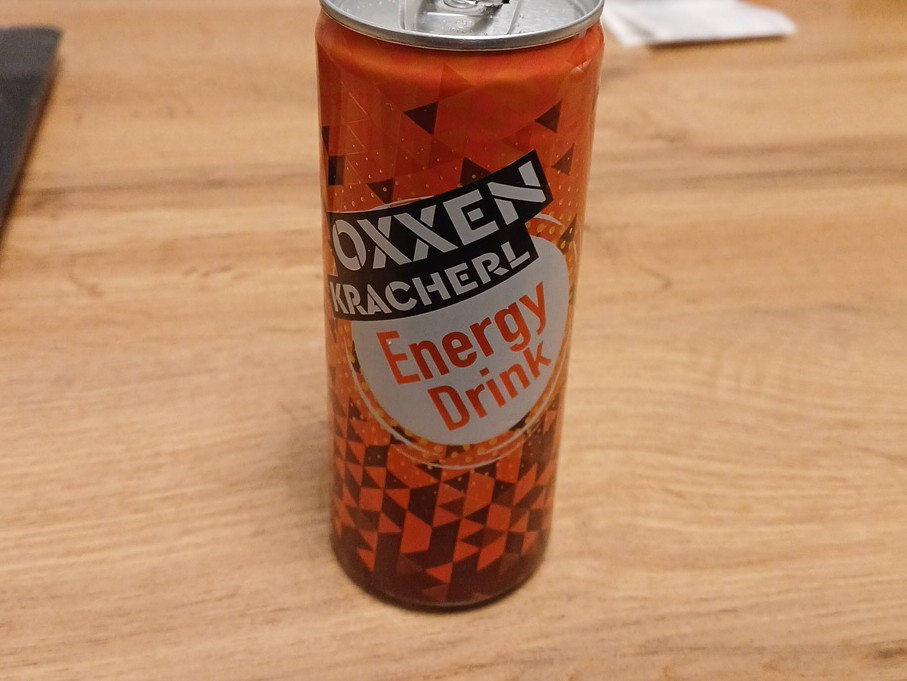 OXXEN
KRACHERL
Energy
Drink